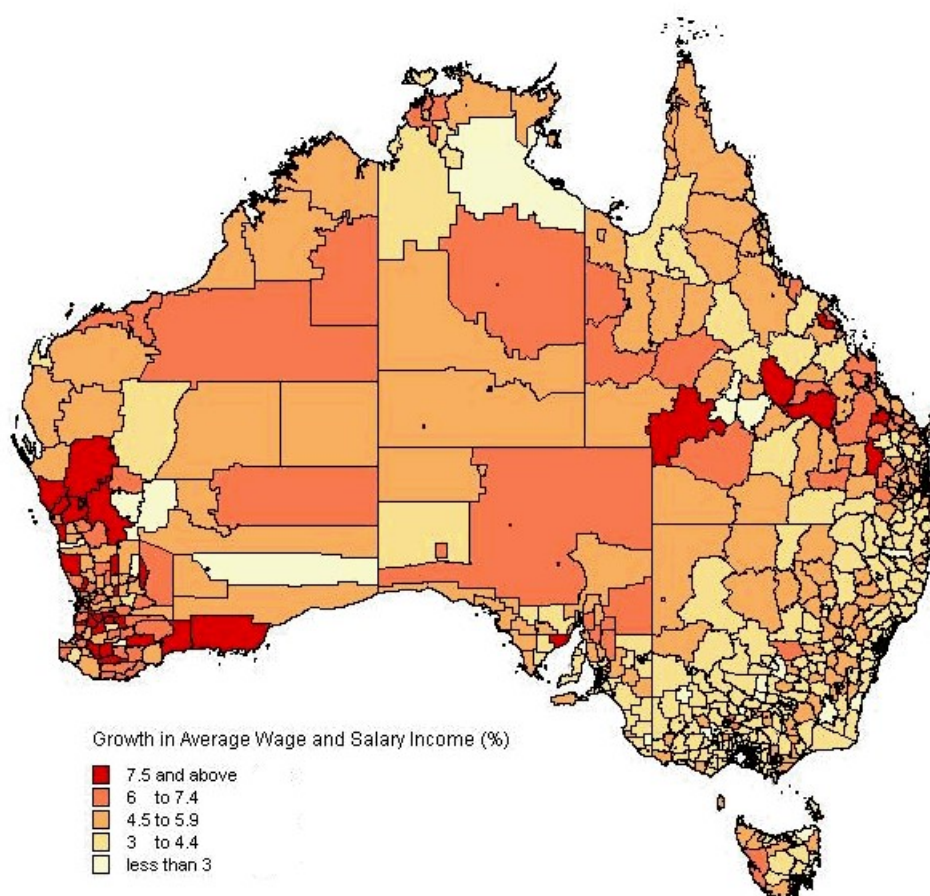 Growth in Average Wage and Salary Income (%)
7.5 and above
6 to 7.4
4.5 to 5.9
3 to 4.4
less than 3